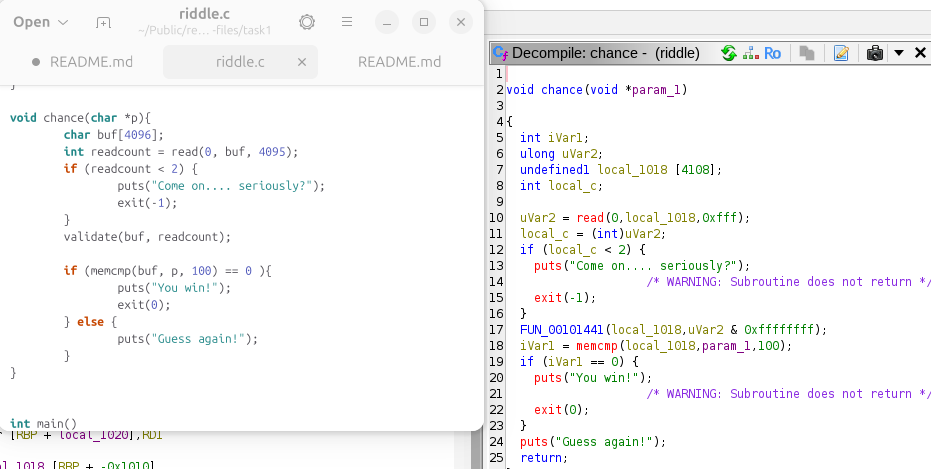 Open
riddle.c
~/Public/re... -files/task1
README.md
riddle.c
README.md
void chance(char *p){
char buf[4096];
int readcount = read(0, buf, 4095);
if (readcount < 2) {
puts("Come on.... seriously?");
exit(-1);
}
validate(buf, readcount);
if (memcmp(buf, p, 100) == 0 ){
puts("You win!");
exit(0);
} else {
puts("Guess again!");
}
}
int main()
[RBP + local_1020],RDI
1018 [RBP + -0x1010]
Decompile: chance - (riddle)
Ro
1
2 void chance(void *param_1)
3
4 {
5 int iVar1;
6 ulong uVar2;
7 undefined1 local_1018 [4108];
8 int local_c;
9
10 uVar2 = read(0,local_1018,0xfff);
11 local_c = (int)uVar2;
12 if (local_c < 2) {
13 puts("Come on.... seriously?");
14 /* WARNING: Subroutine does not return */
15 exit(-1);
16 }
17 FUN_00101441(local_1018,uVar2 & 0xffffffff);
18 iVar1 = memcmp(local_1018,param_1,100);
19 if (iVar1 == 0) {
20 puts("You win!");
21 /* WARNING: Subroutine does not return */
22 exit(0);
23 }
24 puts("Guess again!");
25 return;